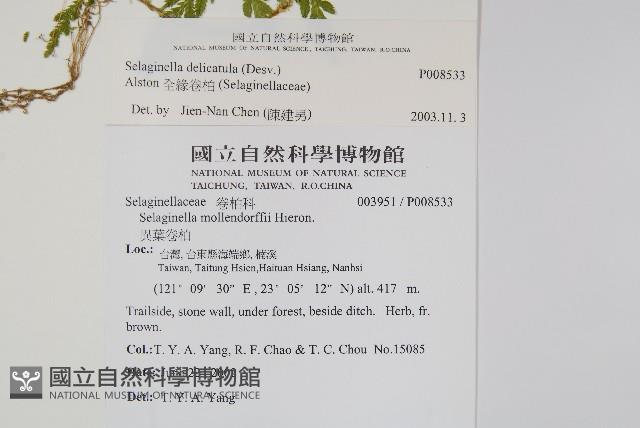 國立自然科學博物館
NATIONAL MUSEUM OF NATURAL SCIENCE, TAICHUNG, TAIWAN, R.O.CHINA
Selaginella delicatula (Desv.) P008533
Alston 全緣卷柏 (Selaginellaceae)
Det. by Jien-Nan Chen (陳建男) 2003.11.3
國立自然科學博物館
NATIONAL MUSEUM OF NATURAL SCIENCE
TAICHUNG, TAIWAN, R.O.CHINA
Selaginellaceae 卷柏科 003951 / P008533
Selaginella mollendorffii Hieron.
異葉卷柏
Loc.: 台灣, 台東縣海端鄉, 楠溪
Taiwan, Taitung Hsien,Haituan Hsiang, Nanhsi
(121° 09' 30" E , 23° 05' 12" N) alt. 417 m.
Trailside, stone wall, under forest, beside ditch. Herb, fr.
brown.
Col.:T. Y. A. Yang, R. F. Chao & T. C. Chou No.15085
國立自然科學博物館
NATIONAL MUSEUM OF NATURAL SCIENCE
Det.: T. Y. A. Yang